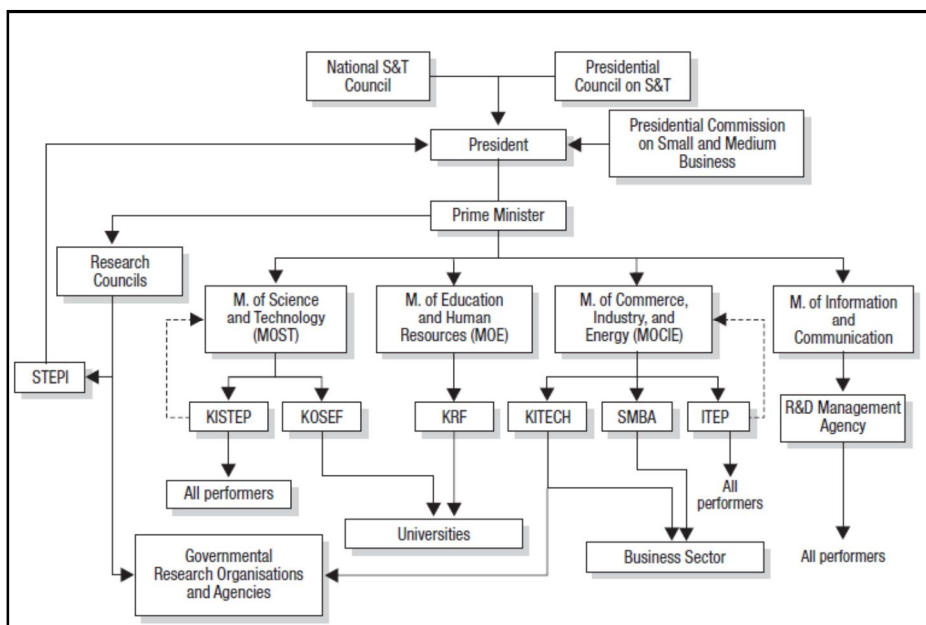 National S&T
Council
Presidential
Council on S&T
President
Presidential Commission
on Small and Medium
Business
Prime Minister
Research
Councils
M. of Science
and Technology
(MOST)
M. of Education
and Human
Resources (MOE)
M. of Commerce,
Industry, and
Energy (MOCIE)
M. of Information
and
Communication
STEPI
KISTEP
KOSEF
KRF
KITECH
SMBA
ITEP
R&D Management
Agency
All performers
All
performers
Universities
Business Sector
All performers
Governmental
Research Organisations
and Agencies